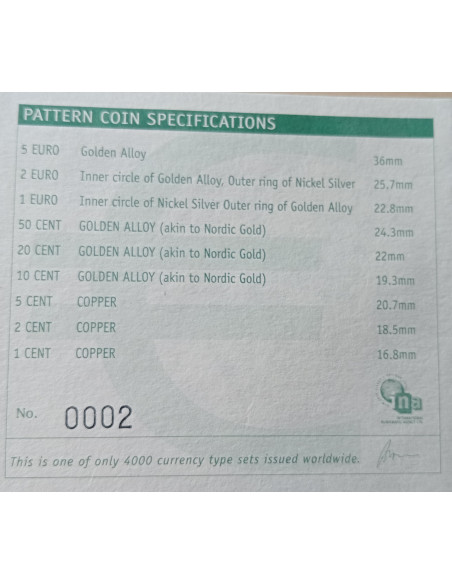 PATTERN COIN SPECIFICATIONS
5 EURO Golden Alloy 36mm
2 EURO Inner circle of Golden Alloy, Outer ring of Nickel Silver 25.7mm
1 EURO Inner circle of Nickel Silver Outer ring of Golden Alloy 22.8mm
50 CENT GOLDEN ALLOY (akin to Nordic Gold) 24.3mm
20 CENT GOLDEN ALLOY (akin to Nordic Gold) 22mm
10 CENT GOLDEN ALLOY (akin to Nordic Gold) 19.3mm
5 CENT COPPER 20.7mm
2 CENT COPPER 18.5mm
1 CENT COPPER 16.8mm
ina
No. 0002
This is one of only 4000 currency type sets issued worldwide.